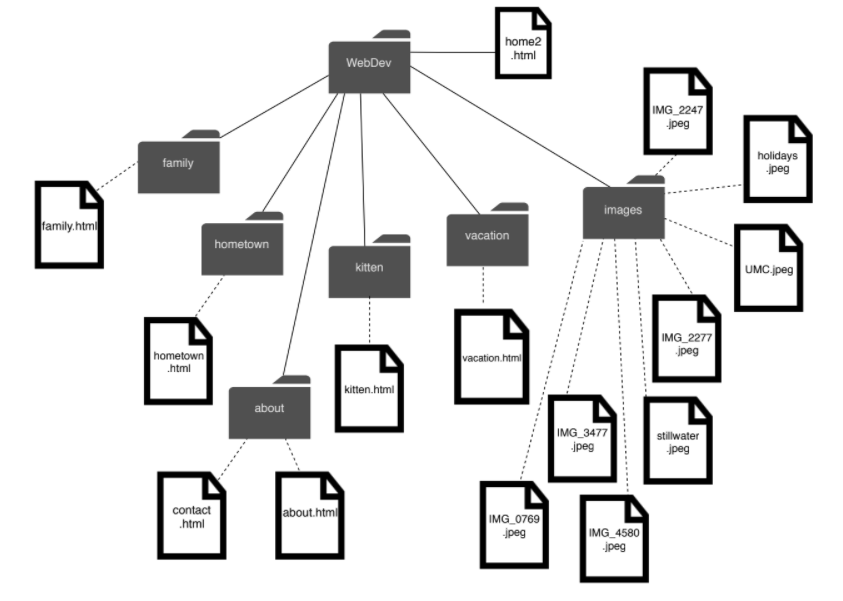 home2
.html
WebDev
IMG_2247
.jpeg
holidays
.jpeg
family
images
family.html
hometown
vacation
kitten
UMC.jpeg
IMG_2277
.jpeg
hometown
.html
vacation.html
kitten.html
about
IMG_3477
.jpeg
stillwater
.jpeg
contact
.html
about.html
IMG_0769
.jpeg
IMG_4580
.jpeg